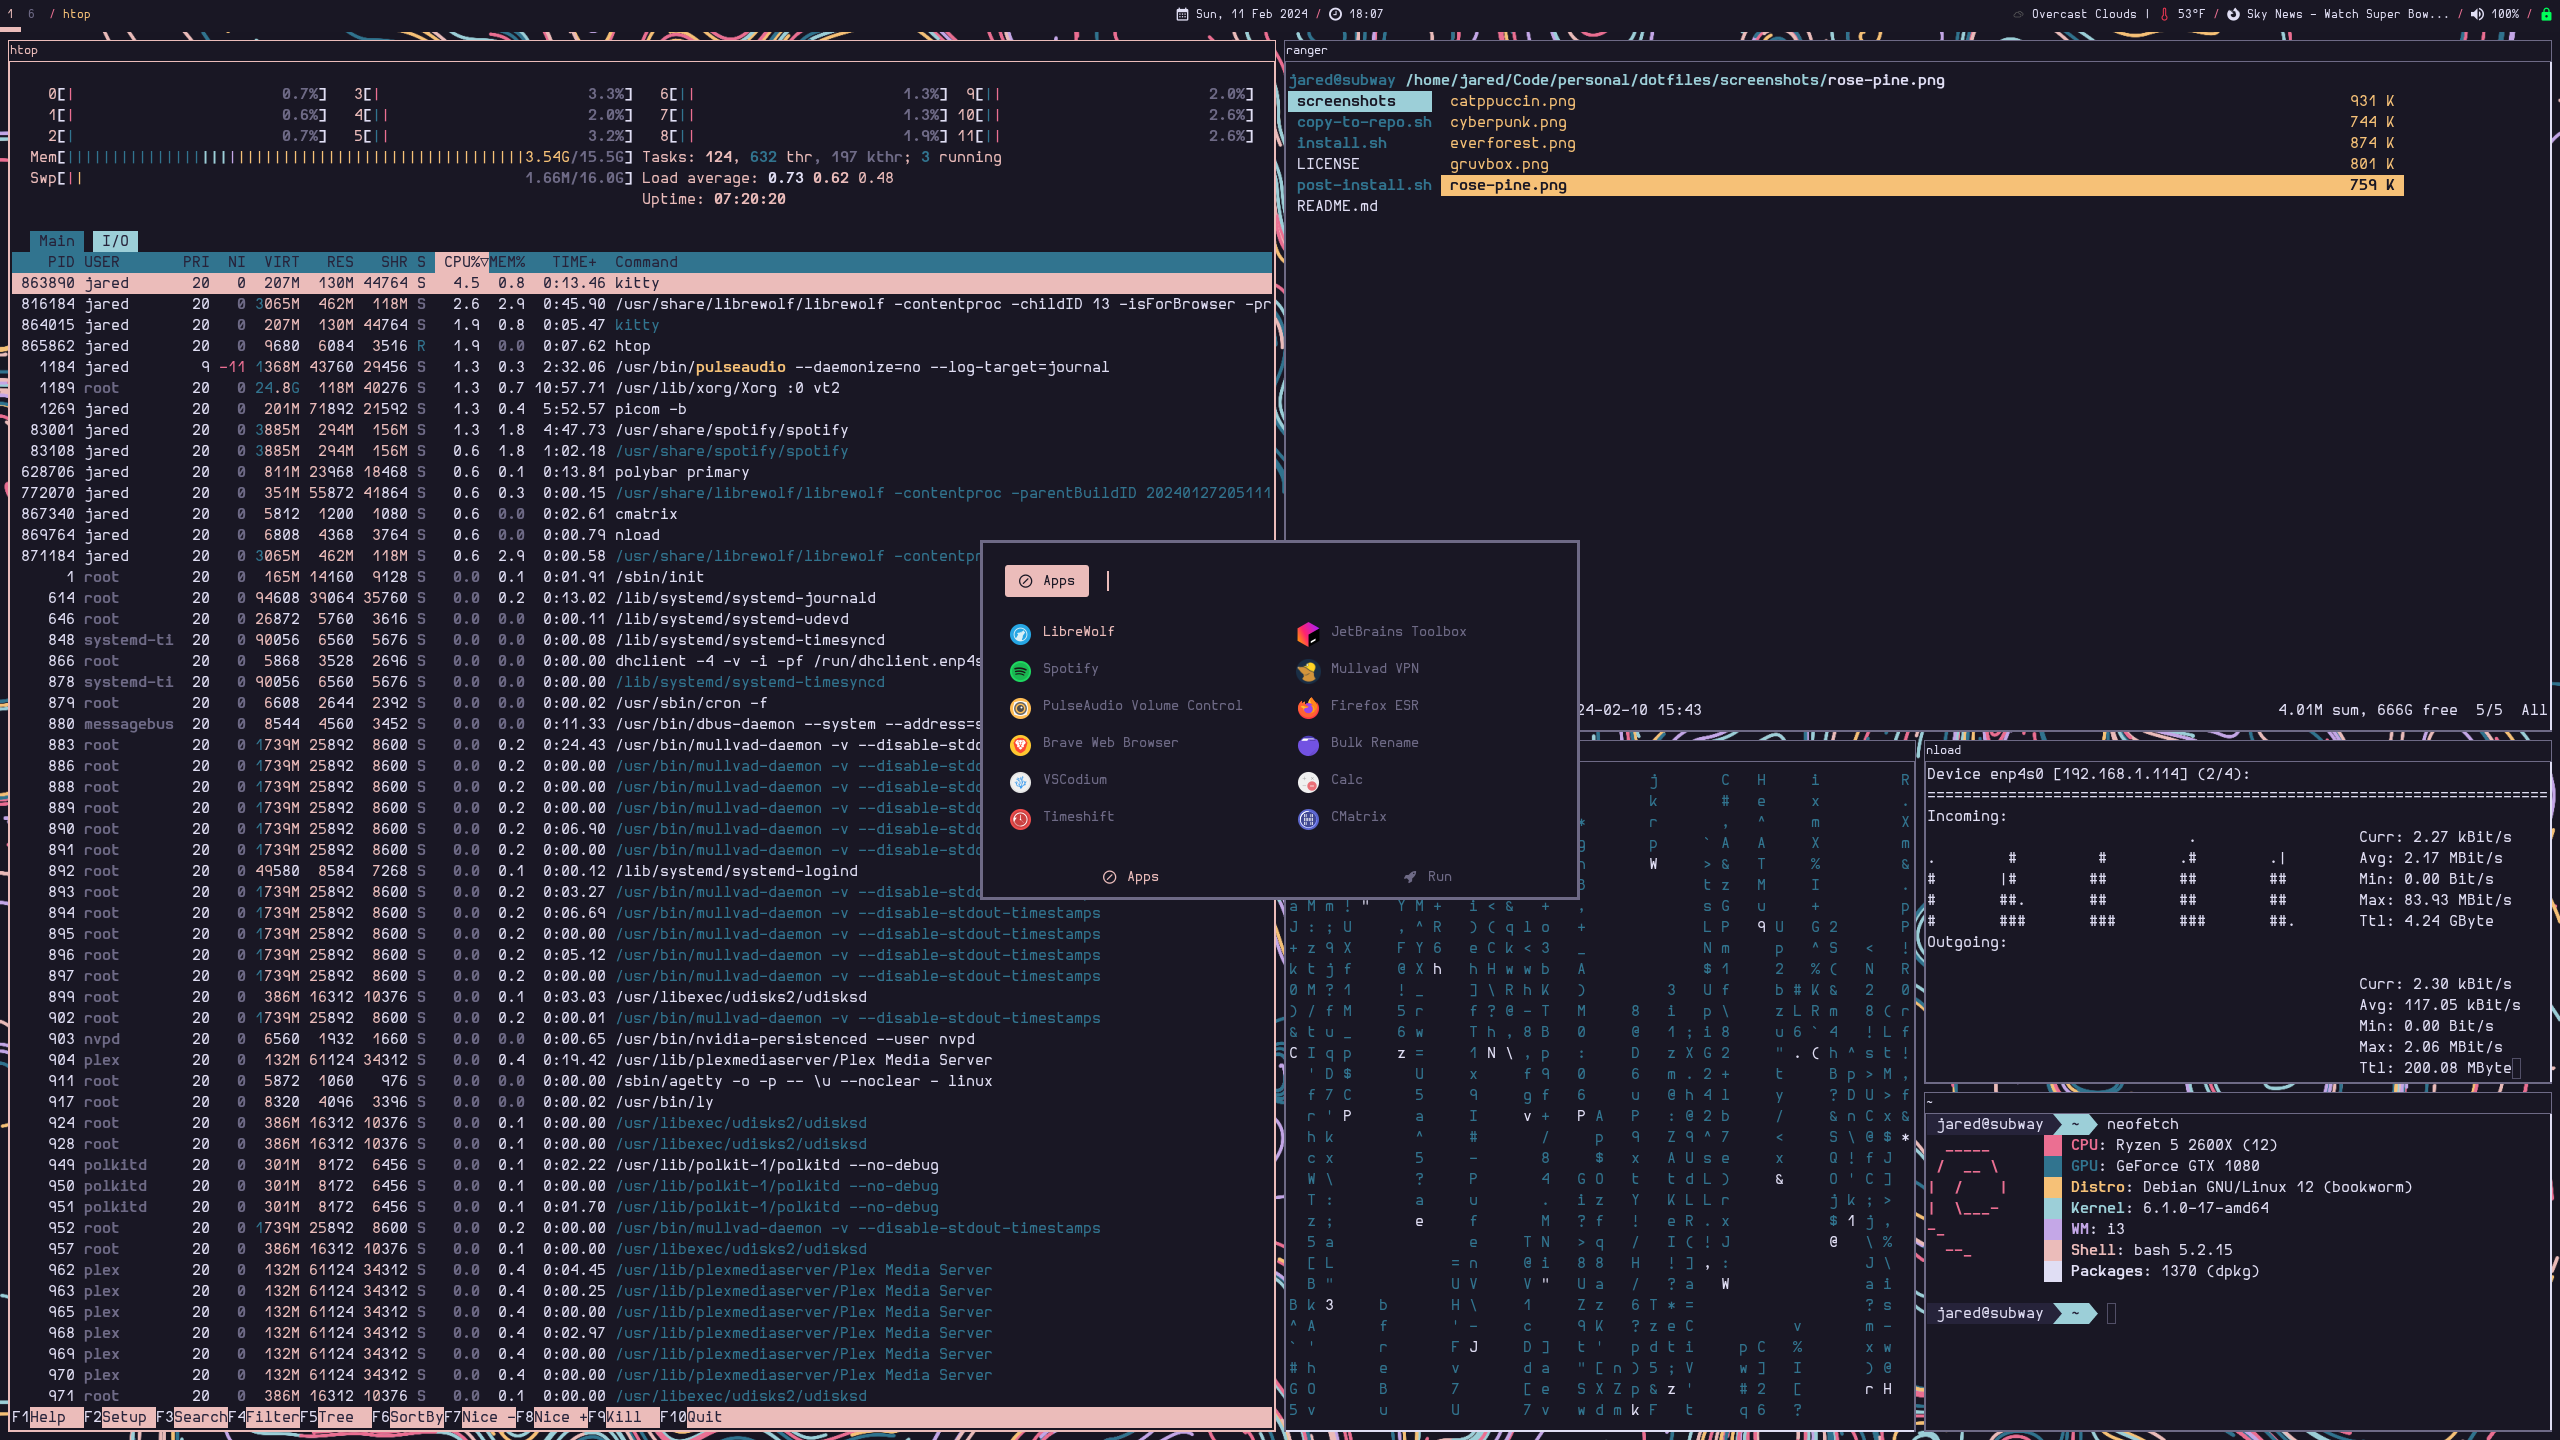 1 6 / htop
Sun, 11 Feb 2024 / 18:07
Overcast Clouds | 53°F / Sky News - Watch Super Bow... / 100% /
htop
0[| 0.7%] 3[| 3.3%] 6[|| 1.3%] 9[|| 2.0%]
1[| 0.6%] 4[|| 2.0%] 7[|| 1.3%] 10[|| 2.6%]
2[| 0.7%] 5[|| 3.2%] 8[|| 1.9%] 11[|| 2.6%]
Mem[3.54G/15.5G] Tasks: 124, 632 thr, 197 kthr; 3 running
Swp[|| 1.66M/16.0G] Load average: 0.73 0.62 0.48
Uptime: 07:20:20
Main I/O
PID USER PRI NI VIRT RES SHR S CPU%▽MEM% TIME+ Command
863890 jared 20 0 207M 130M 44764 S 4.5 0.8 0:13.46 kitty
816184 jared 20 0 3065M 462M 118M S 2.6 2.9 0:45.90 /usr/share/librewolf/librewolf -contentproc -childID 13 -isForBrowser -pr
864015 jared 20 0 207M 130M 44764 S 1.9 0.8 0:05.47 kitty
865862 jared 20 0 9680 6084 3516 R 1.9 0.0 0:07.62 htop
1184 jared 9 -11 1368M 43760 29456 S 1.3 0.3 2:32.06 /usr/bin/pulseaudio --daemonize=no --log-target=journal
1189 root 20 0 24.8G 118M 40276 S 1.3 0.7 10:57.71 /usr/lib/xorg/Xorg :0 vt2
1269 jared 20 0 201M 71892 21592 S 1.3 0.4 5:52.57 picom -b
83001 jared 20 0 3885M 294M 156M S 1.3 1.8 4:47.73 /usr/share/spotify/spotify
83108 jared 20 0 3885M 294M 156M S 0.6 1.8 1:02.18 /usr/share/spotify/spotify
628706 jared 20 0 811M 23968 18468 S 0.6 0.1 0:13.81 polybar primary
772070 jared 20 0 351M 55872 41864 S 0.6 0.3 0:00.15 /usr/share/librewolf/librewolf -contentproc -parentBuildID 20240127205111
867340 jared 20 0 5812 1200 1080 S 0.6 0.0 0:02.61 cmatrix
869764 jared 20 0 6808 4368 3764 S 0.6 0.0 0:00.79 nload
871184 jared 20 0 3065M 462M 118M S 0.6 2.9 0:00.58 /usr/share/librewolf/librewolf -contentpr
1 root 20 0 165M 14160 9128 S 0.0 0.1 0:01.91 /sbin/init
614 root 20 0 94608 39064 35760 S 0.0 0.2 0:13.02 /lib/systemd/systemd-journald
646 root 20 0 26872 5760 3616 S 0.0 0.0 0:00.11 /lib/systemd/systemd-udevd
848 systemd-ti 20 0 90056 6560 5676 S 0.0 0.0 0:00.08 /lib/systemd/systemd-timesyncd
866 root 20 0 5868 3528 2696 S 0.0 0.0 0:00.00 dhclient -4 -v -i -pf /run/dhclient.enp4s
878 systemd-ti 20 0 90056 6560 5676 S 0.0 0.0 0:00.00 /lib/systemd/systemd-timesyncd
879 root 20 0 6608 2644 2392 S 0.0 0.0 0:00.02 /usr/sbin/cron -f
880 messagebus 20 0 8544 4560 3452 S 0.0 0.0 0:11.33 /usr/bin/dbus-daemon --system --address=s
883 root 20 0 1739M 25892 8600 S 0.0 0.2 0:24.43 /usr/bin/mullvad-daemon -v --disable-stdo
886 root 20 0 1739M 25892 8600 S 0.0 0.2 0:00.00 /usr/bin/mullvad-daemon -v --disable-stdo
888 root 20 0 1739M 25892 8600 S 0.0 0.2 0:00.00 /usr/bin/mullvad-daemon -v --disable-stdo
889 root 20 0 1739M 25892 8600 S 0.0 0.2 0:00.00 /usr/bin/mullvad-daemon -v --disable-stdo
890 root 20 0 1739M 25892 8600 S 0.0 0.2 0:06.90 /usr/bin/mullvad-daemon -v --disable-stdo
891 root 20 0 1739M 25892 8600 S 0.0 0.2 0:00.00 /usr/bin/mullvad-daemon -v --disable-stdo
892 root 20 0 49580 8584 7268 S 0.0 0.1 0:00.12 /lib/systemd/systemd-logind
893 root 20 0 1739M 25892 8600 S 0.0 0.2 0:03.27 /usr/bin/mullvad-daemon -v --disable-stdo
894 root 20 0 1739M 25892 8600 S 0.0 0.2 0:06.69 /usr/bin/mullvad-daemon -v --disable-stdout-timestamps
895 root 20 0 1739M 25892 8600 S 0.0 0.2 0:00.00 /usr/bin/mullvad-daemon -v --disable-stdout-timestamps
896 root 20 0 1739M 25892 8600 S 0.0 0.2 0:05.12 /usr/bin/mullvad-daemon -v --disable-stdout-timestamps
897 root 20 0 1739M 25892 8600 S 0.0 0.2 0:00.00 /usr/bin/mullvad-daemon -v --disable-stdout-timestamps
899 root 20 0 386M 16312 10376 S 0.0 0.1 0:03.03 /usr/libexec/udisks2/udisksd
902 root 20 0 1739M 25892 8600 S 0.0 0.2 0:00.01 /usr/bin/mullvad-daemon -v --disable-stdout-timestamps
903 nvpd 20 0 6560 1932 1660 S 0.0 0.0 0:00.65 /usr/bin/nvidia-persistenced --user nvpd
904 plex 20 0 132M 61124 34312 S 0.0 0.4 0:19.42 /usr/lib/plexmediaserver/Plex Media Server
911 root 20 0 5872 1060 976 S 0.0 0.0 0:00.00 /sbin/agetty -o -p -- \u --noclear - linux
917 root 20 0 8320 4096 3396 S 0.0 0.0 0:00.02 /usr/bin/ly
924 root 20 0 386M 16312 10376 S 0.0 0.1 0:00.00 /usr/libexec/udisks2/udisksd
928 root 20 0 386M 16312 10376 S 0.0 0.1 0:00.00 /usr/libexec/udisks2/udisksd
949 polkitd 20 0 301M 8172 6456 S 0.0 0.1 0:02.22 /usr/lib/polkit-1/polkitd --no-debug
950 polkitd 20 0 301M 8172 6456 S 0.0 0.1 0:00.00 /usr/lib/polkit-1/polkitd --no-debug
951 polkitd 20 0 301M 8172 6456 S 0.0 0.1 0:01.70 /usr/lib/polkit-1/polkitd --no-debug
952 root 20 0 1739M 25892 8600 S 0.0 0.2 0:00.00 /usr/bin/mullvad-daemon -v --disable-stdout-timestamps
957 root 20 0 386M 16312 10376 S 0.0 0.1 0:00.00 /usr/libexec/udisks2/udisksd
962 plex 20 0 132M 61124 34312 S 0.0 0.4 0:04.45 /usr/lib/plexmediaserver/Plex Media Server
963 plex 20 0 132M 61124 34312 S 0.0 0.4 0:00.25 /usr/lib/plexmediaserver/Plex Media Server
965 plex 20 0 132M 61124 34312 S 0.0 0.4 0:00.00 /usr/lib/plexmediaserver/Plex Media Server
968 plex 20 0 132M 61124 34312 S 0.0 0.4 0:02.97 /usr/lib/plexmediaserver/Plex Media Server
969 plex 20 0 132M 61124 34312 S 0.0 0.4 0:00.00 /usr/lib/plexmediaserver/Plex Media Server
970 plex 20 0 132M 61124 34312 S 0.0 0.4 0:00.00 /usr/lib/plexmediaserver/Plex Media Server
971 root 20 0 386M 16312 10376 S 0.0 0.1 0:00.00 /usr/libexec/udisks2/udisksd
F1Help F2Setup F3SearchF4FilterF5Tree F6SortByF7Nice -F8Nice +F9Kill F10Quit
ranger
jared@subway /home/jared/Code/personal/dotfiles/screenshots/rose-pine.png
screenshots catppuccin.png 931 K
copy-to-repo.sh cyberpunk.png 744 K
install.sh everforest.png 874 K
LICENSE gruvbox.png 801 K
post-install.sh rose-pine.png 759 K
README.md
24-02-10 15:43 4.01M sum, 666G free 5/5 All
Apps
LibreWolf JetBrains Toolbox
Spotify Mullvad VPN
PulseAudio Volume Control Firefox ESR
Brave Web Browser Bulk Rename
VSCodium Calc
Timeshift CMatrix
Apps Run
nload
Device enp4s0 [192.168.1.114] (2/4):
Incoming:
Curr: 2.27 kBit/s
Avg: 2.17 MBit/s
Min: 0.00 Bit/s
Max: 83.93 MBit/s
Ttl: 4.24 GByte
Outgoing:
Curr: 2.30 kBit/s
Avg: 117.05 kBit/s
Min: 0.00 Bit/s
Max: 2.06 MBit/s
Ttl: 200.08 MByte
~
jared@subway ~ neofetch
CPU: Ryzen 5 2600X (12)
GPU: GeForce GTX 1080
Distro: Debian GNU/Linux 12 (bookworm)
Kernel: 6.1.0-17-amd64
WM: i3
Shell: bash 5.2.15
Packages: 1370 (dpkg)
jared@subway ~